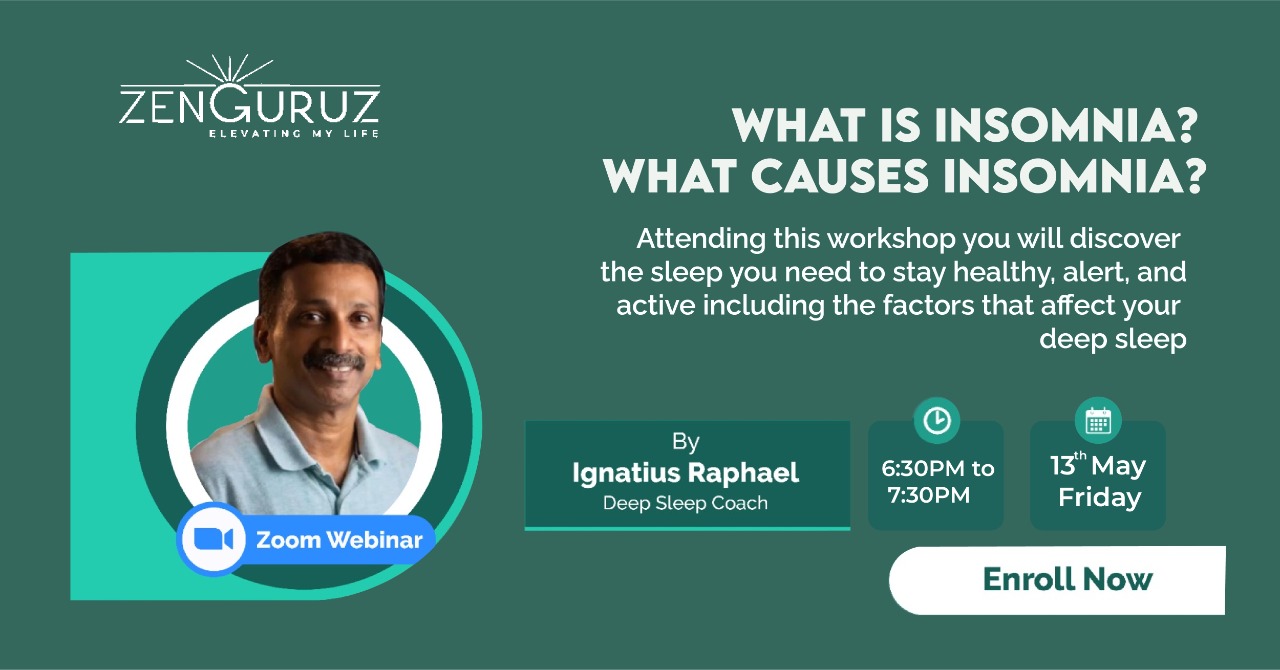 ZENGURUZ
ELEVATING MY LIFE
WHAT IS INSOMNIA?
WHAT CAUSES INSOMNIA?
Attending this workshop you will discover
the sleep you need to stay healthy, alert, and
active including the factors that affect your
deep sleep
By
Ignatius Raphael
Deep Sleep Coach
6:30PM to
7:30PM
13th May
Friday
Zoom Webinar
Enroll Now